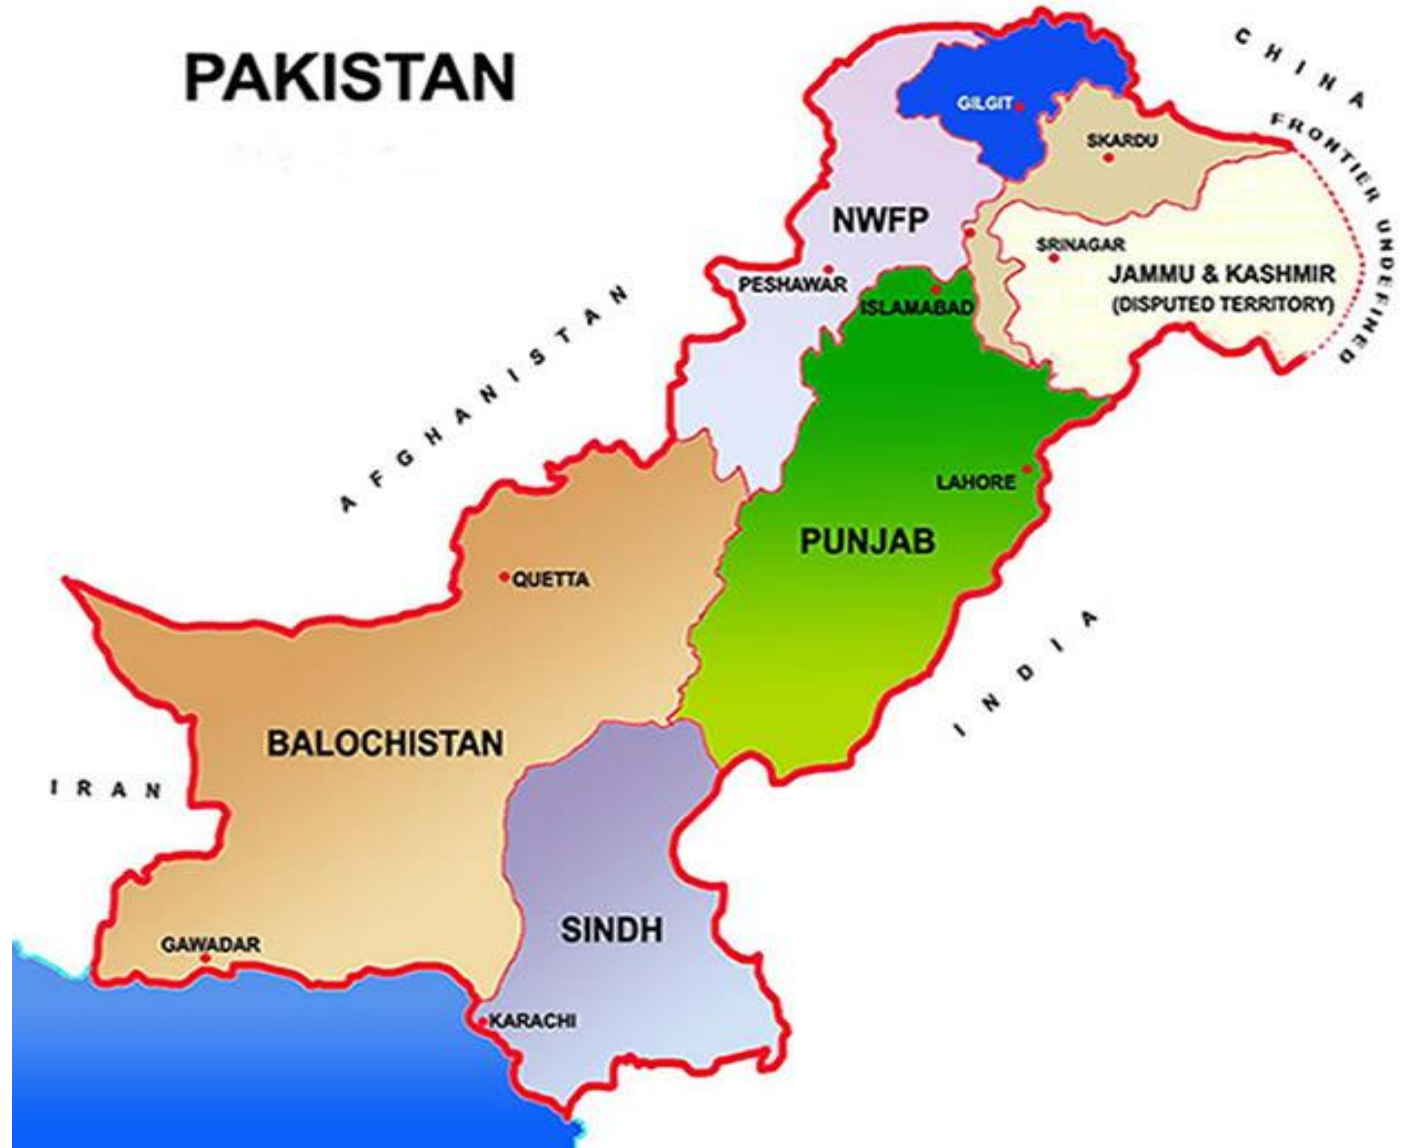 PAKISTAN
CHINA
FRONTIER UNDEFINED
GILGIT
SKARDU
NWFP
SRINAGAR
JAMMU & KASHMIR
(DISPUTED TERRITORY)
PESHAWAR
ISLAMABAD
AFGHANISTAN
LAHORE
PUNJAB
QUETTA
INDIA
BALOCHISTAN
IRAN
SINDH
GAWADAR
KARACHI